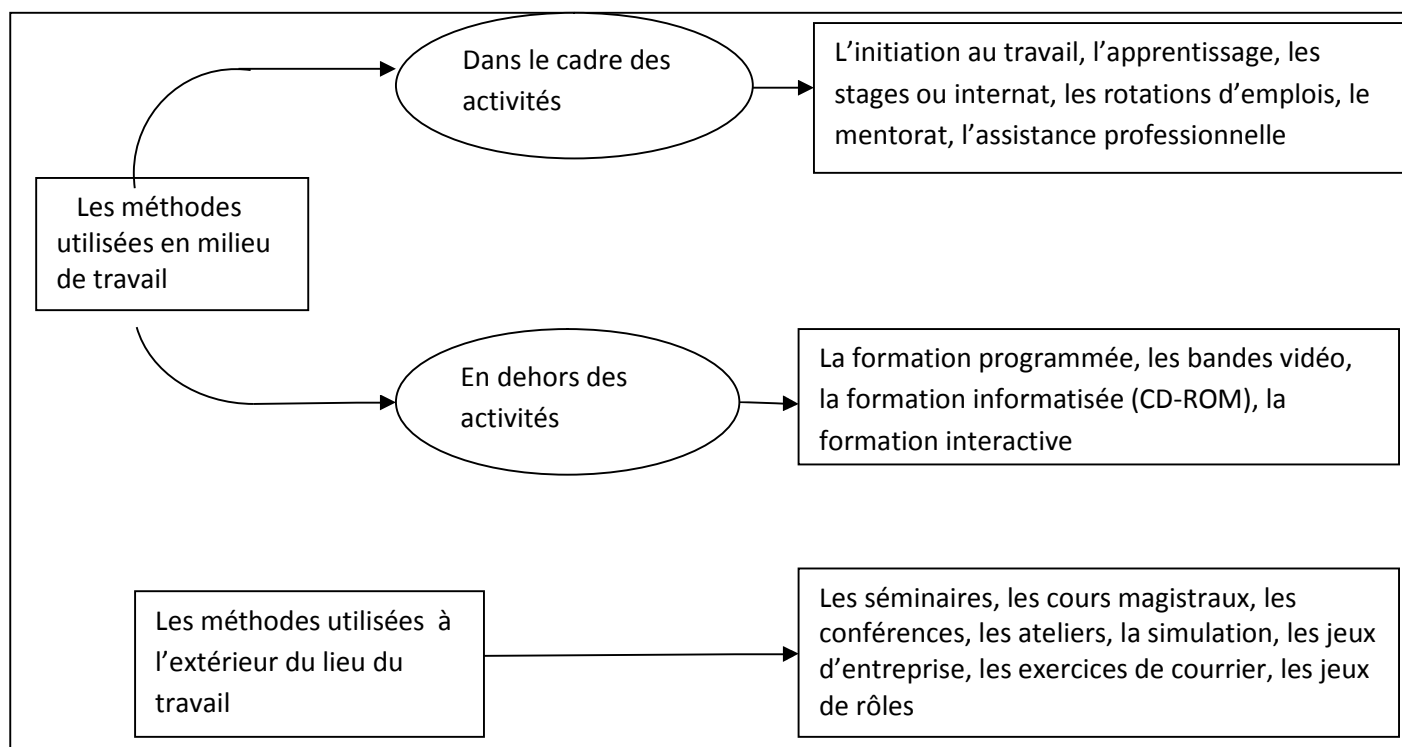 Dans le cadre des
activités
L’initiation au travail, l’apprentissage, les
stages ou internat, les rotations d’emplois, le
mentorat, l’assistance professionnelle
Les méthodes
utilisées en milieu
de travail
En dehors des
activités
La formation programmée, les bandes vidéo,
la formation informatisée (CD-ROM), la
formation interactive
Les méthodes utilisées à
l’extérieur du lieu du
travail
Les séminaires, les cours magistraux, les
conférences, les ateliers, la simulation, les jeux
d’entreprise, les exercices de courrier, les jeux
de rôles